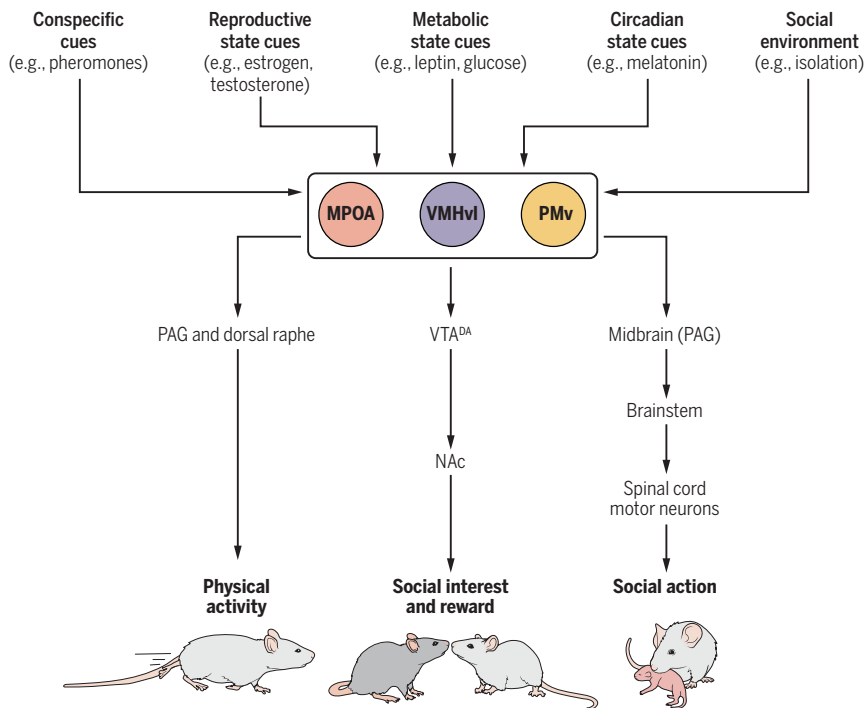 Conspecific
cues
(e.g., pheromones)
Reproductive
state cues
(e.g., estrogen,
testosterone)
Metabolic
state cues
(e.g., leptin, glucose)
Circadian
state cues
(e.g., melatonin)
Social
environment
(e.g., isolation)
MPOA
VMHvl
PMv
PAG and dorsal raphe
VTADA
Midbrain (PAG)
Brainstem
NAc
Spinal cord
motor neurons
Physical
activity
Social interest
and reward
Social action